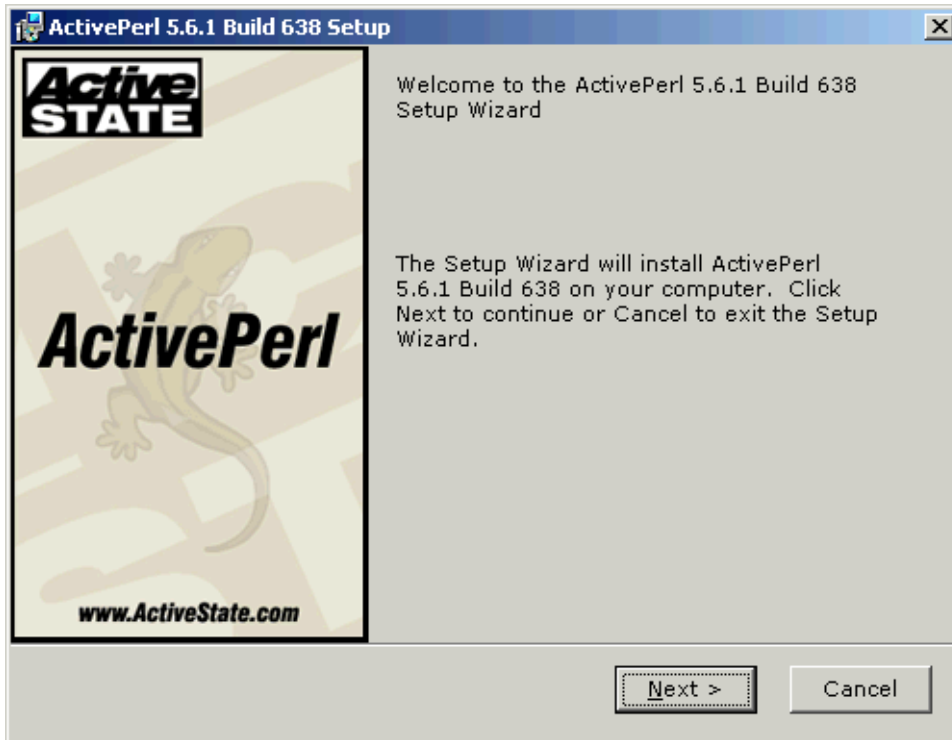 ActivePerl 5.6.1 Build 638 Setup
Active
STATE
Welcome to the ActivePerl 5.6.1 Build 638
Setup Wizard
The Setup Wizard will install ActivePerl
5.6.1 Build 638 on your computer.  Click
Next to continue or Cancel to exit the Setup
Wizard.
ActivePerl
www.ActiveState.com
Next >
Cancel